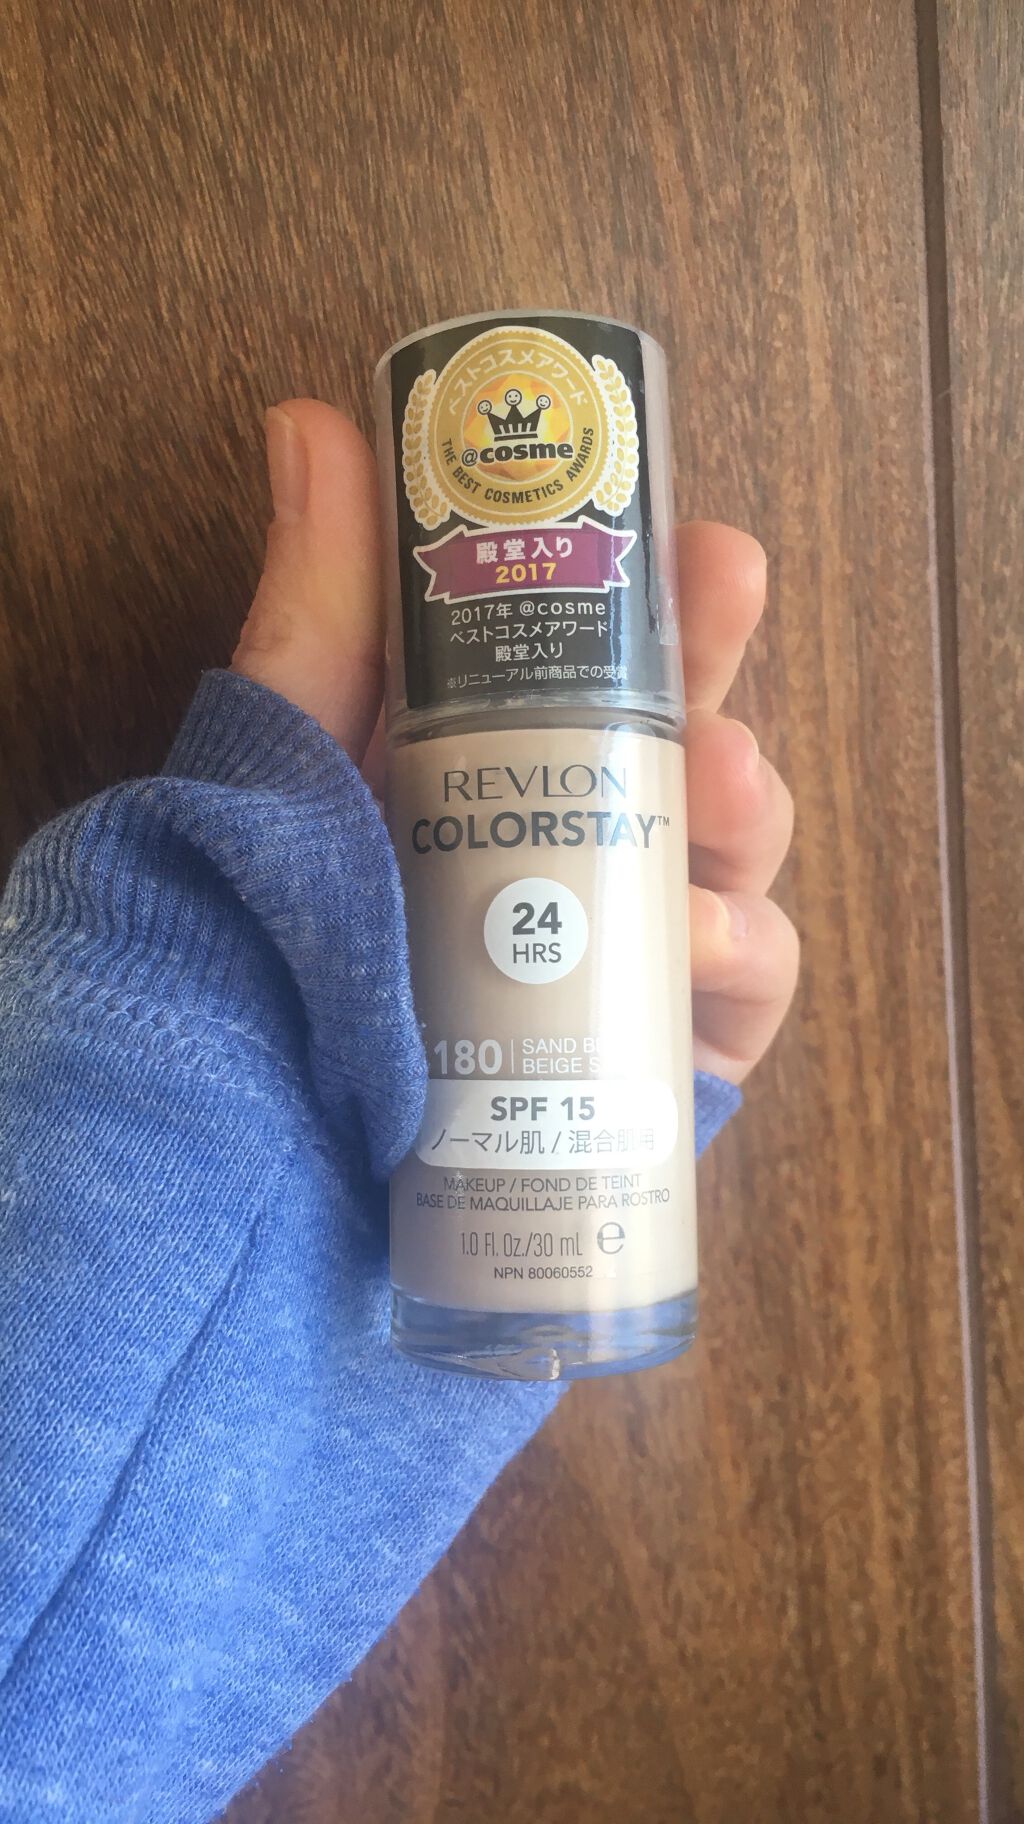 ベストコスメアワード
@cosme
THE BEST COSMETICS AWARDS
殿堂入り
2017
2017年 @cosme
ベストコスメアワード
殿堂入り
※リニューアル前商品での受賞
REVLON
COLORSTAY™
24
HRS
180 | SAND
BEIGE
SPF 15
ノーマル肌 / 混合肌用
MAKEUP / FOND DE TEINT
BASE DE MAQUILLAJE PARA ROSTRO
1.0 Fl. Oz./30 mL ℮
NPN 80060552